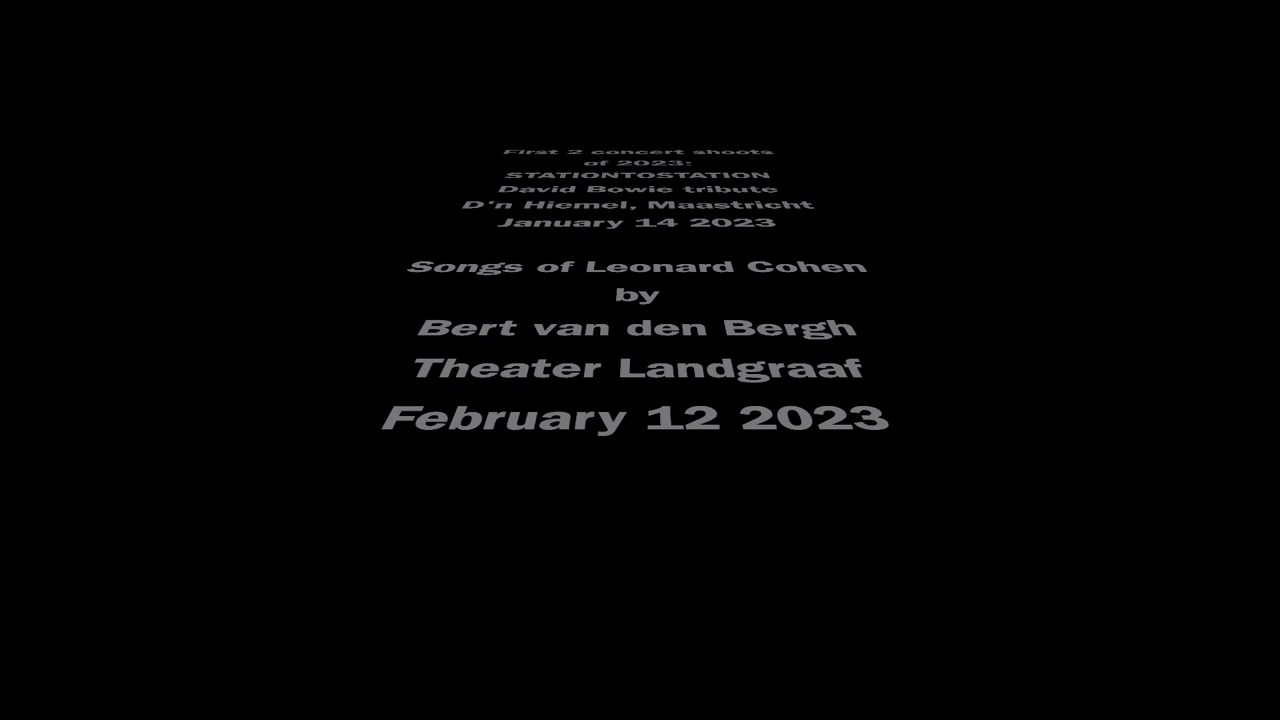 First 2 concert shoots
of 2023:
STATIONTOSTATION
David Bowie tribute
D'n Hiemel, Maastricht
January 14 2023
Songs of Leonard Cohen
by
Bert van den Bergh
Theater Landgraaf
February 12 2023